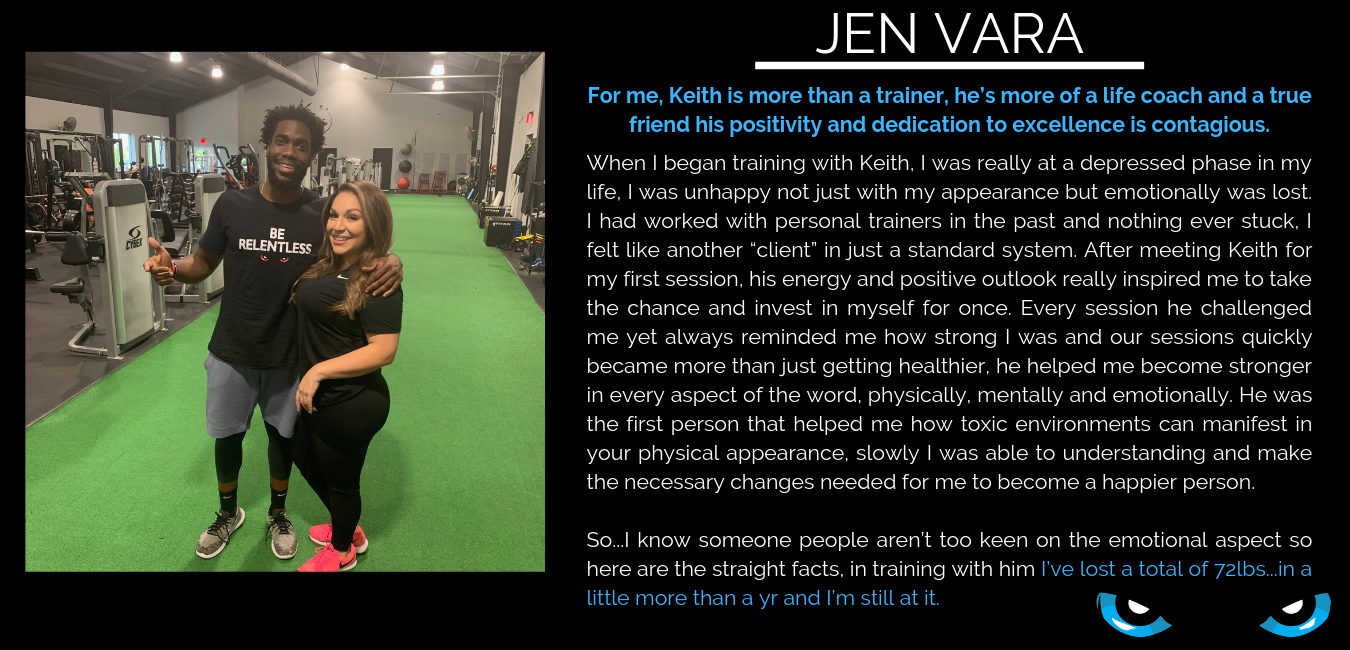 JEN VARA
For me, Keith is more than a trainer, he’s more of a life coach and a true
friend his positivity and dedication to excellence is contagious.
When I began training with Keith, I was really at a depressed phase in my
life, I was unhappy not just with my appearance but emotionally was lost.
I had worked with personal trainers in the past and nothing ever stuck, I
felt like another “client” in just a standard system. After meeting Keith for
my first session, his energy and positive outlook really inspired me to take
the chance and invest in myself for once. Every session he challenged
me yet always reminded me how strong I was and our sessions quickly
became more than just getting healthier, he helped me become stronger
in every aspect of the word, physically, mentally and emotionally. He was
the first person that helped me how toxic environments can manifest in
your physical appearance, slowly I was able to understanding and make
the necessary changes needed for me to become a happier person.
So...I know someone people aren’t too keen on the emotional aspect so
here are the straight facts, in training with him I’ve lost a total of 72lbs...in a
little more than a yr and I’m still at it.
BE
RELENTLESS
CYBEX